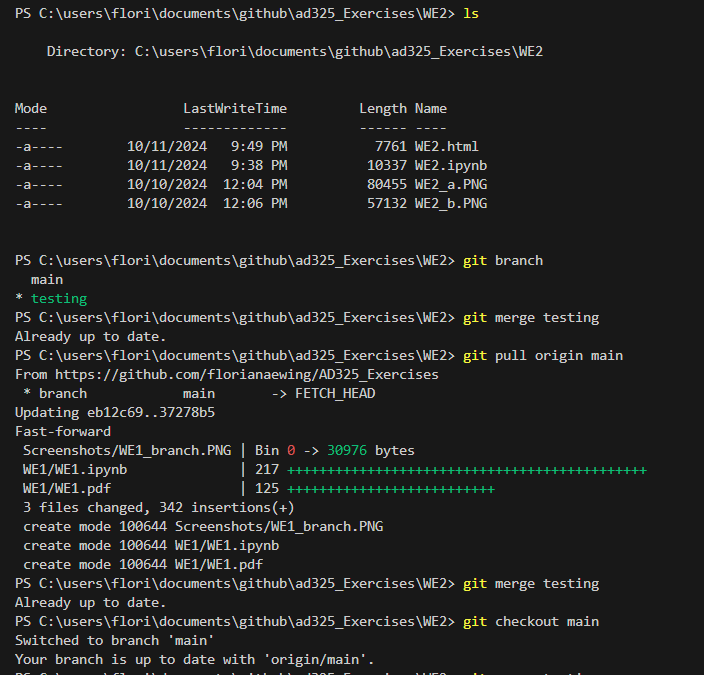 PS C:\users\flori\documents\github\ad325_Exercises\WE2> ls
Directory: C:\users\flori\documents\github\ad325_Exercises\WE2
Mode                 LastWriteTime         Length Name
----                 -------------         ------ ----
-a----        10/11/2024   9:49 PM           7761 WE2.html
-a----        10/11/2024   9:38 PM          10337 WE2.ipynb
-a----        10/10/2024  12:04 PM          80455 WE2_a.PNG
-a----        10/10/2024  12:06 PM          57132 WE2_b.PNG
PS C:\users\flori\documents\github\ad325_Exercises\WE2> git branch
  main
* testing
PS C:\users\flori\documents\github\ad325_Exercises\WE2> git merge testing
Already up to date.
PS C:\users\flori\documents\github\ad325_Exercises\WE2> git pull origin main
From https://github.com/florianaewing/AD325_Exercises
 * branch            main       -> FETCH_HEAD
Updating eb12c69..37278b5
Fast-forward
 Screenshots/WE1_branch.PNG | Bin 0 -> 30976 bytes
 WE1/WE1.ipynb              | 217 +++++++++++++++++++++++++++++++++++++++++++++
 WE1/WE1.pdf                | 125 ++++++++++++++++++++++++++
 3 files changed, 342 insertions(+)
 create mode 100644 Screenshots/WE1_branch.PNG
 create mode 100644 WE1/WE1.ipynb
 create mode 100644 WE1/WE1.pdf
PS C:\users\flori\documents\github\ad325_Exercises\WE2> git merge testing
Already up to date.
PS C:\users\flori\documents\github\ad325_Exercises\WE2> git checkout main
Switched to branch 'main'
Your branch is up to date with 'origin/main'.